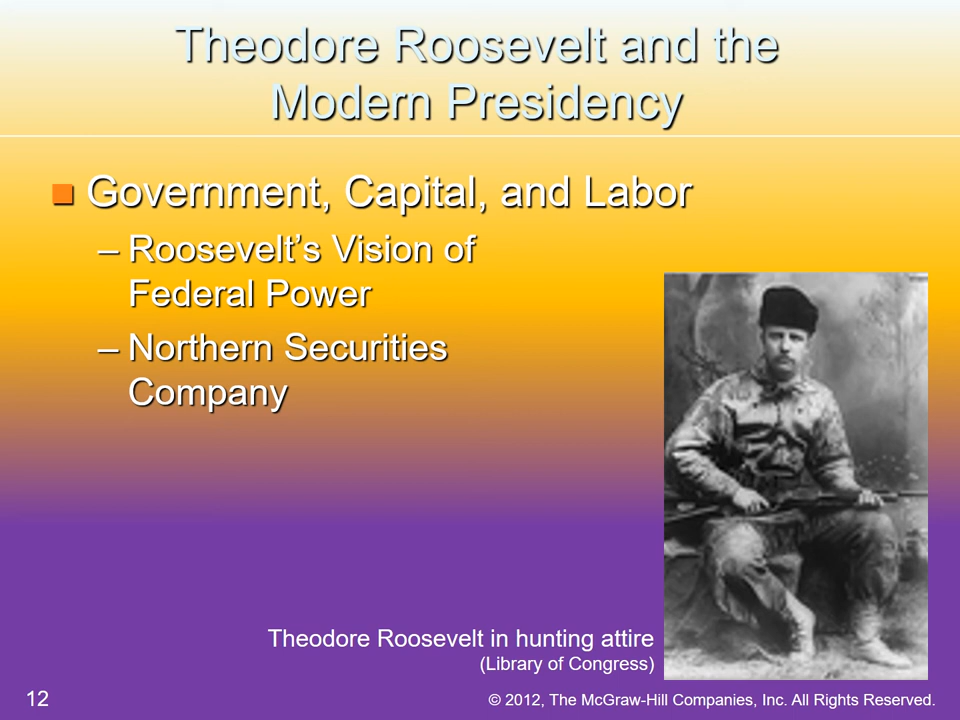 Theodore Roosevelt and the
Modern Presidency
■ Government, Capital, and Labor
– Roosevelt’s Vision of
Federal Power
– Northern Securities
Company
Theodore Roosevelt in hunting attire
(Library of Congress)
12
© 2012, The McGraw-Hill Companies, Inc. All Rights Reserved.